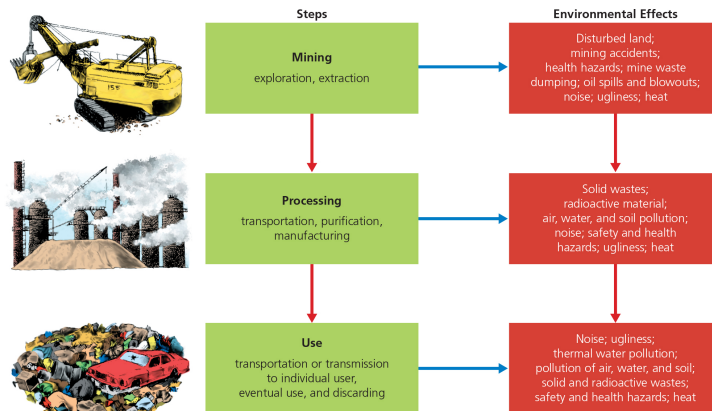 Steps
Environmental Effects
Mining
exploration, extraction
Disturbed land;
mining accidents;
health hazards; mine waste
dumping; oil spills and blowouts;
noise; ugliness; heat
Processing
transportation, purification,
manufacturing
Solid wastes;
radioactive material;
air, water, and soil pollution;
noise; safety and health
hazards; ugliness; heat
Use
transportation or transmission
to individual user,
eventual use, and discarding
Noise; ugliness;
thermal water pollution;
pollution of air, water, and soil;
solid and radioactive wastes;
safety and health hazards; heat